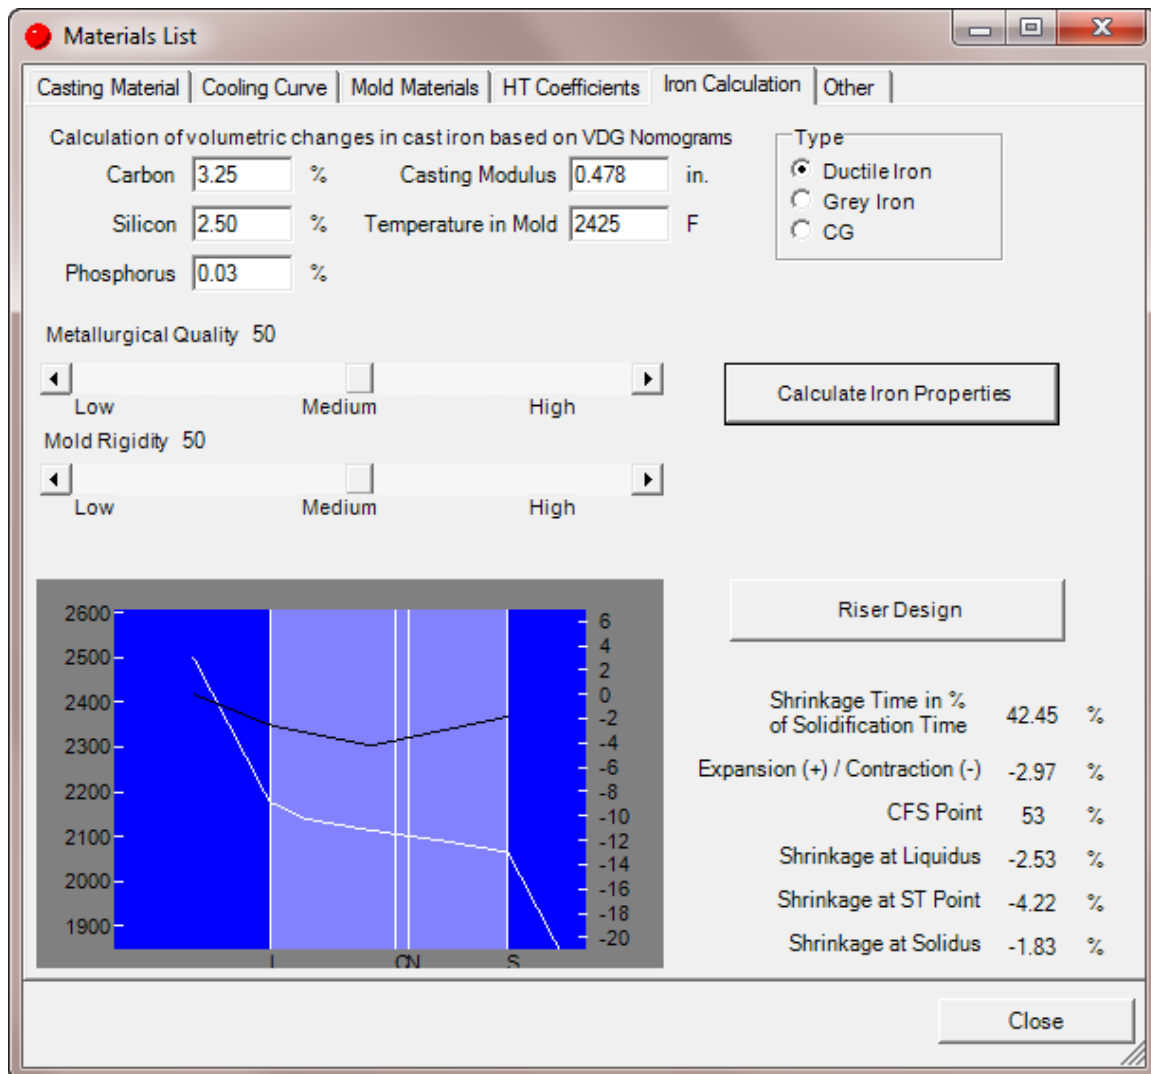 Materials List
Casting Material Cooling Curve Mold Materials HT Coefficients Iron Calculation Other
Calculation of volumetric changes in cast iron based on VDG Nomograms
Type
Carbon 3.25 % Casting Modulus 0.478 in.
Ductile Iron
Silicon 2.50 % Temperature in Mold 2425 F
Grey Iron
CG
Phosphorus 0.03 %
Metallurgical Quality 50
Low Medium High
Calculate Iron Properties
Mold Rigidity 50
Low Medium High
2600
2500
2400
2300
2200
2100
2000
1900
6
4
2
0
-2
-4
-6
-8
-10
-12
-14
-16
-18
-20
L CN S
Riser Design
Shrinkage Time in %
of Solidification Time 42.45 %
Expansion (+) / Contraction (-) -2.97 %
CFS Point 53 %
Shrinkage at Liquidus -2.53 %
Shrinkage at ST Point -4.22 %
Shrinkage at Solidus -1.83 %
Close